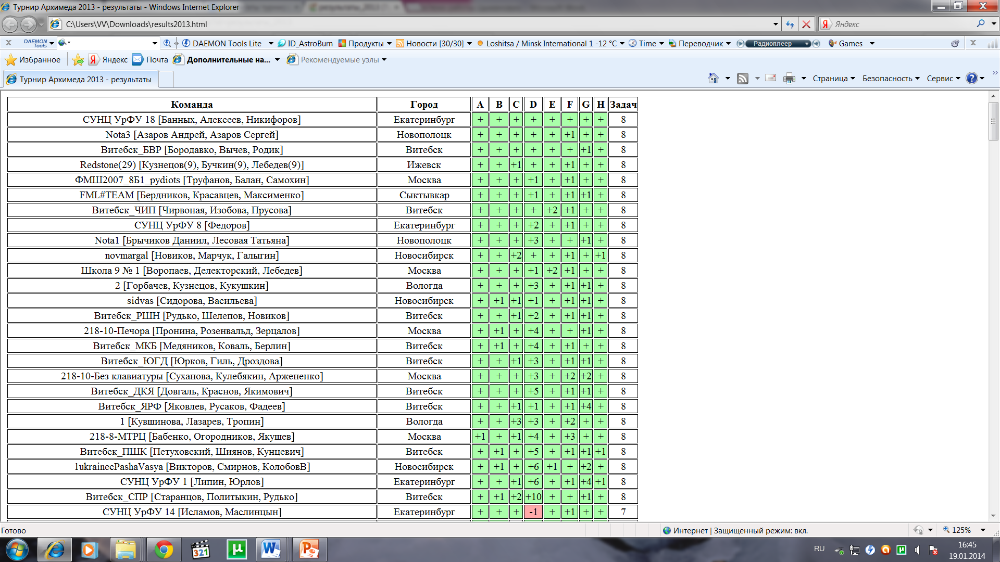 Турнир Архимеда 2013 - результаты - Windows Internet Explorer
C:\Users\VV\Downloads\results2013.html
Яндекс
DAEMON Tools
DAEMON Tools Lite ID_AstroBurn Продукты Новости [30/30] Loshitsa / Minsk International 1 -12 °C Time Переводчик Радиоплеер Games
Избранное Яндекс Почта Дополнительные на... Рекомендуемые узлы
Турнир Архимеда 2013 - результаты Страница Безопасность Сервис
Команда Город A B C D E F G H Задач
СУНЦ УрФУ 18 [Банных, Алексеев, Никифоров] Екатеринбург + + + + + + + + 8
Nota3 [Азаров Андрей, Азаров Сергей] Новополоцк + + + + + +1 + + 8
Витебск_БВР [Бородавко, Вычев, Родик] Витебск + + + + + + +1 + 8
Redstone(29) [Кузнецов(9), Бучкин(9), Лебедев(9)] Ижевск + + +1 + + +1 + + 8
ФМШ2007_8Б1_pydiots [Труфанов, Балан, Самохин] Москва + + + +1 + +1 + + 8
FML#TEAM [Бердников, Красавцев, Максименко] Сыктывкар + + + +1 + +1 +1 + 8
Витебск_ЧИП [Чирвоная, Изобова, Прусова] Витебск + + + + +2 +1 + + 8
СУНЦ УрФУ 8 [Федоров] Екатеринбург + + + +2 + +1 + + 8
Nota1 [Брычиков Даниил, Лесовая Татьяна] Новополоцк + + + +3 + + +1 + 8
novmargal [Новиков, Марчук, Галыгин] Новосибирск + + +2 + + +1 + +1 8
Школа 9 № 1 [Воропаев, Делекторский, Лебедев] Москва + + + +1 +2 +1 + + 8
2 [Горбачев, Кузнецов, Кукушкин] Вологда + + + +3 + +1 +1 + 8
sidvas [Сидорова, Васильева] Новосибирск + +1 +1 +1 + +1 +1 + 8
Витебск_РШН [Рудько, Шелепов, Новиков] Витебск + + +1 +2 + +1 +1 + 8
218-10-Печора [Пронина, Розенвальд, Зерцалов] Москва + +1 + +4 + + +1 + 8
Витебск_МКБ [Медяников, Коваль, Берлин] Витебск + +1 + +4 + +1 + + 8
Витебск_ЮГД [Юрков, Гиль, Дроздова] Витебск + + +1 +3 + +1 +1 + 8
218-10-Без клавиатуры [Суханова, Кулебякин, Аржененко] Москва + + + +3 + +2 +2 + 8
Витебск_ДКЯ [Довгаль, Краснов, Якимович] Витебск + + + +5 + +1 +1 + 8
Витебск_ЯРФ [Яковлев, Русаков, Фадеев] Витебск + + +1 +1 + +1 +4 + 8
1 [Кувшинова, Лазарев, Тропин] Вологда + + +3 +3 + +2 + + 8
218-8-МТРЦ [Бабенко, Огородников, Якушев] Москва +1 + +1 +4 + +3 + + 8
Витебск_ПШК [Петуховский, Шиянов, Кунцевич] Витебск + +1 + +5 + +1 +1 +1 8
1ukrainecPashaVasya [Викторов, Смирнов, КолобовВ] Новосибирск + +1 + +6 +1 + +2 + 8
СУНЦ УрФУ 1 [Липин, Юрлов] Екатеринбург + + +1 +6 + +1 +4 +1 8
Витебск_СПР [Старанцов, Политыкин, Рудько] Витебск + +1 +2 +10 + + +1 + 8
СУНЦ УрФУ 14 [Исламов, Маслинцын] Екатеринбург + + + -1 + +1 + + 7
Готово Интернет | Защищенный режим: вкл. 125%
321 RU 16:45
19.01.2014